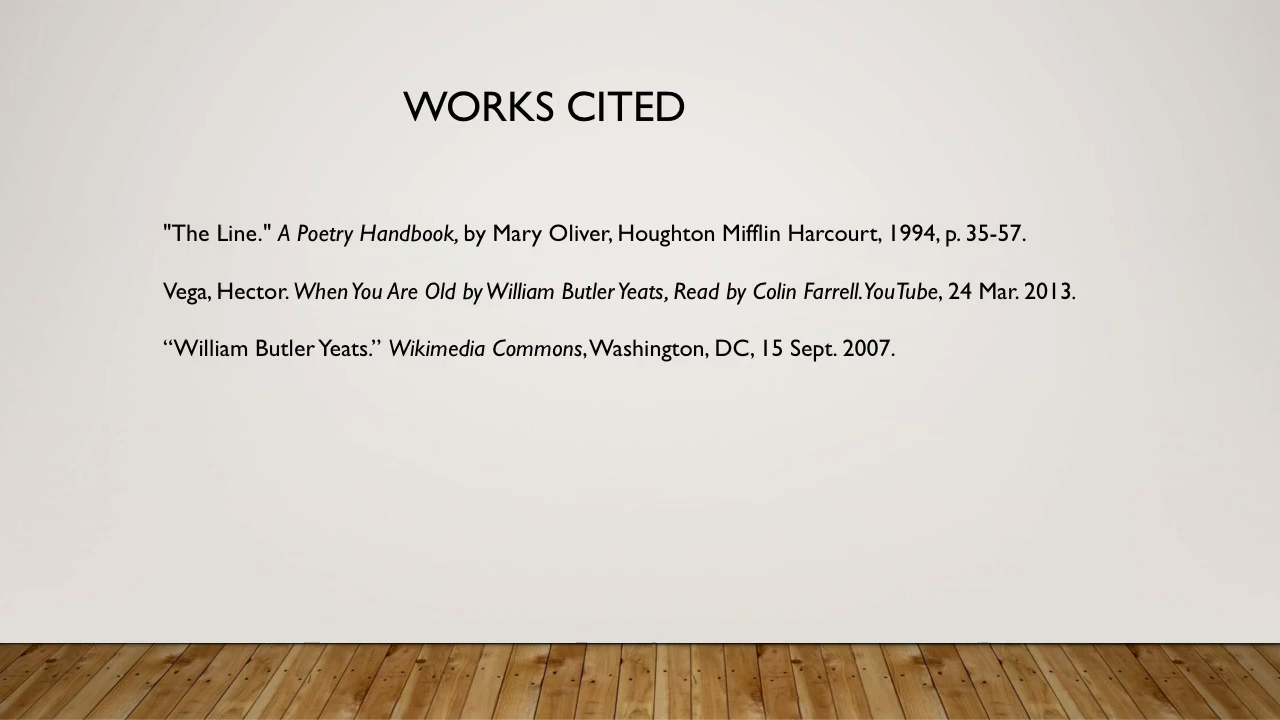 WORKS CITED
"The Line." A Poetry Handbook, by Mary Oliver, Houghton Mifflin Harcourt, 1994, p. 35-57.
Vega, Hector. When You Are Old by William Butler Yeats, Read by Colin Farrell.YouTube, 24 Mar. 2013.
“William Butler Yeats.” Wikimedia Commons, Washington, DC, 15 Sept. 2007.